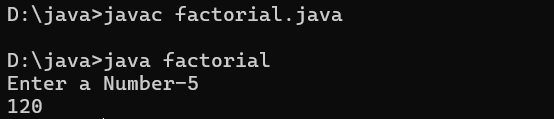 D:\java>javac factorial.java
D:\java>java factorial
Enter a Number-5
120